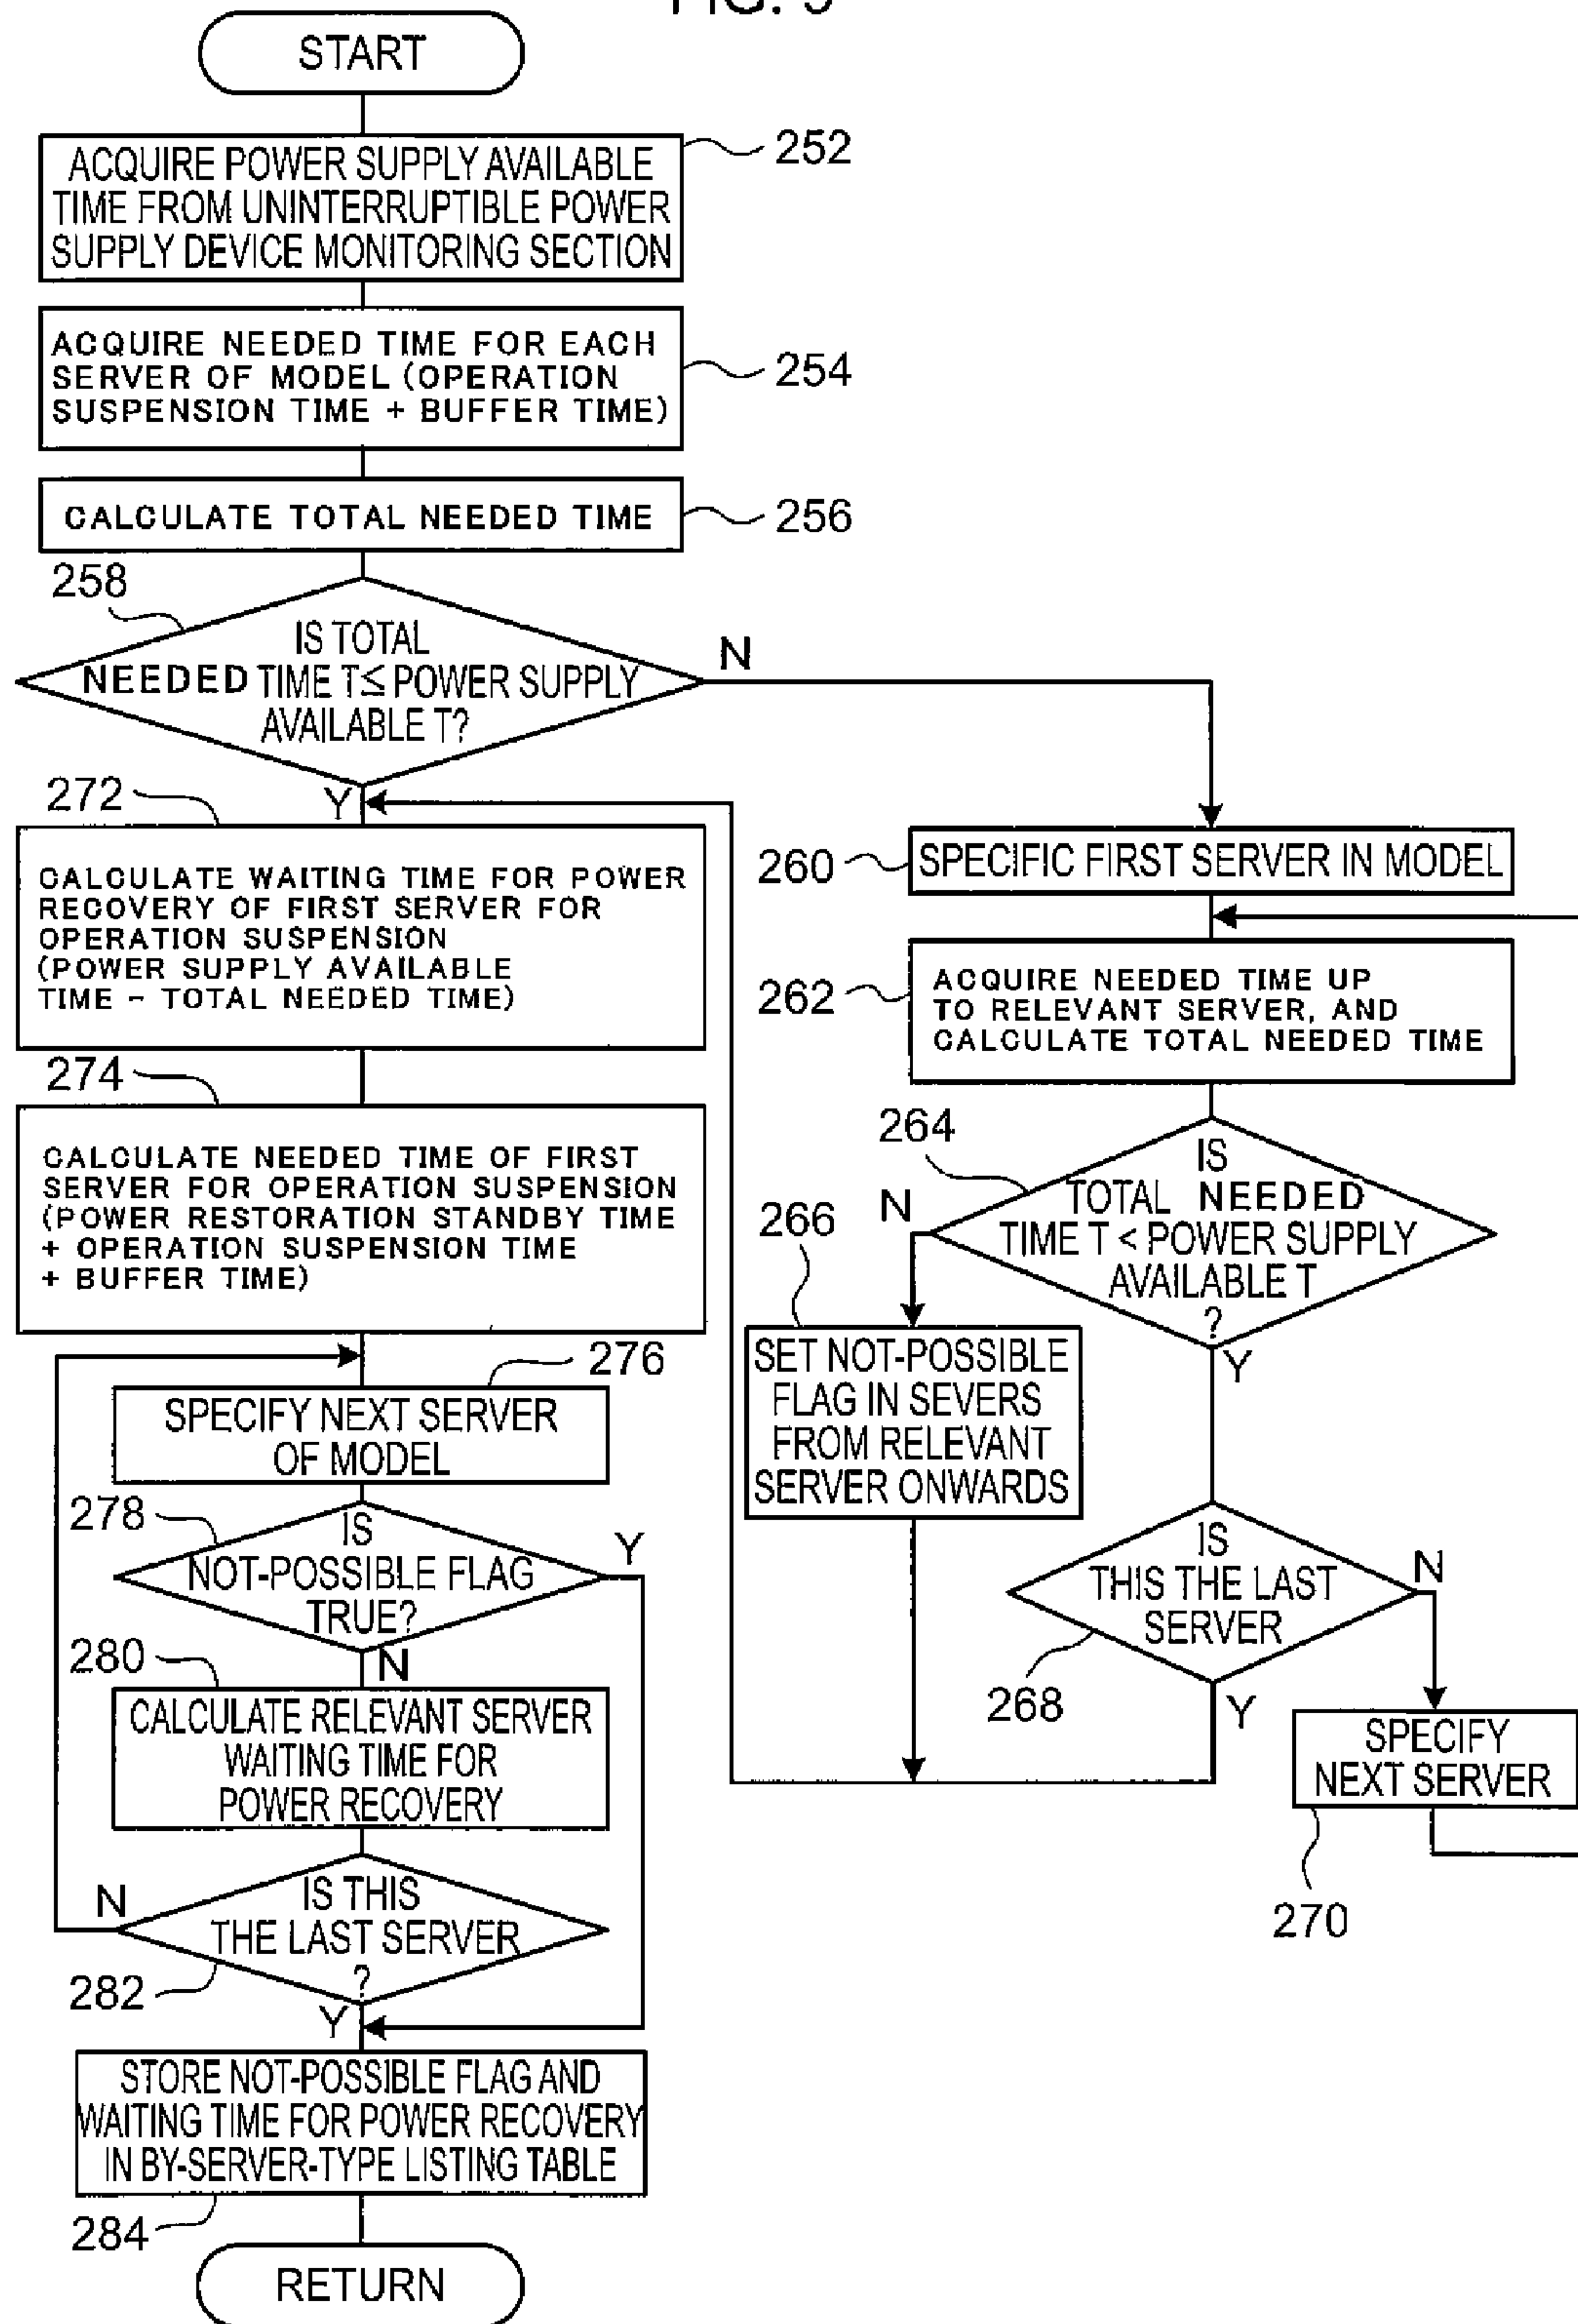 START
ACQUIRE POWER SUPPLY AVAILABLE
TIME FROM UNINTERRUPTIBLE POWER
SUPPLY DEVICE MONITORING SECTION
252
ACQUIRE NEEDED TIME FOR EACH
SERVER OF MODEL (OPERATION
SUSPENSION TIME + BUFFER TIME)
254
CALCULATE TOTAL NEEDED TIME
256
258
IS TOTAL
NEEDED TIME T≤ POWER SUPPLY
AVAILABLE T?
N
Y
272
CALCULATE WAITING TIME FOR POWER
RECOVERY OF FIRST SERVER FOR
OPERATION SUSPENSION
(POWER SUPPLY AVAILABLE
TIME - TOTAL NEEDED TIME)
274
CALCULATE NEEDED TIME OF FIRST
SERVER FOR OPERATION SUSPENSION
(POWER RESTORATION STANDBY TIME
+ OPERATION SUSPENSION TIME
+ BUFFER TIME)
276
SPECIFY NEXT SERVER
OF MODEL
278
IS
NOT-POSSIBLE FLAG
TRUE?
Y
N
280
CALCULATE RELEVANT SERVER
WAITING TIME FOR
POWER RECOVERY
N
IS THIS
THE LAST SERVER
?
282
Y
STORE NOT-POSSIBLE FLAG AND
WAITING TIME FOR POWER RECOVERY
IN BY-SERVER-TYPE LISTING TABLE
284
RETURN
260
SPECIFIC FIRST SERVER IN MODEL
262
ACQUIRE NEEDED TIME UP
TO RELEVANT SERVER, AND
CALCULATE TOTAL NEEDED TIME
264
IS
TOTAL NEEDED
TIME T < POWER SUPPLY
AVAILABLE T
?
N
Y
266
SET NOT-POSSIBLE
FLAG IN SEVERS
FROM RELEVANT
SERVER ONWARDS
IS
THIS THE LAST
SERVER
N
268
Y
SPECIFY
NEXT SERVER
270